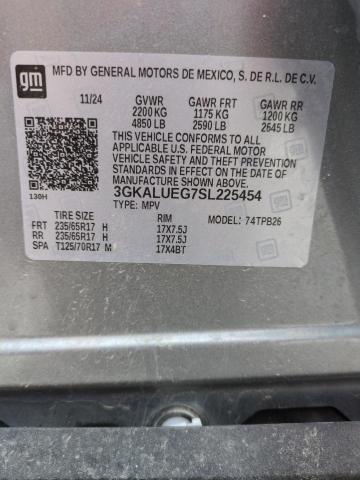 gm MFD BY GENERAL MOTORS DE MEXICO, S. DE R.L. DE C.V.
11/24 GVWR GAWR FRT GAWR RR
2200 KG 1175 KG 1200 KG
4850 LB 2590 LB 2645 LB
THIS VEHICLE CONFORMS TO ALL
APPLICABLE U.S. FEDERAL MOTOR
VEHICLE SAFETY AND THEFT PREVENTION
STANDARDS IN EFFECT ON THE DATE OF
MANUFACTURE SHOWN ABOVE.
3GKALUEG7SL225454
130H TYPE: MPV MODEL: 74TPB26
TIRE SIZE RIM
FRT 235/65R17 H 17X7.5J
RR 235/65R17 H 17X7.5J
SPA T125/70R17 M 17X4BT